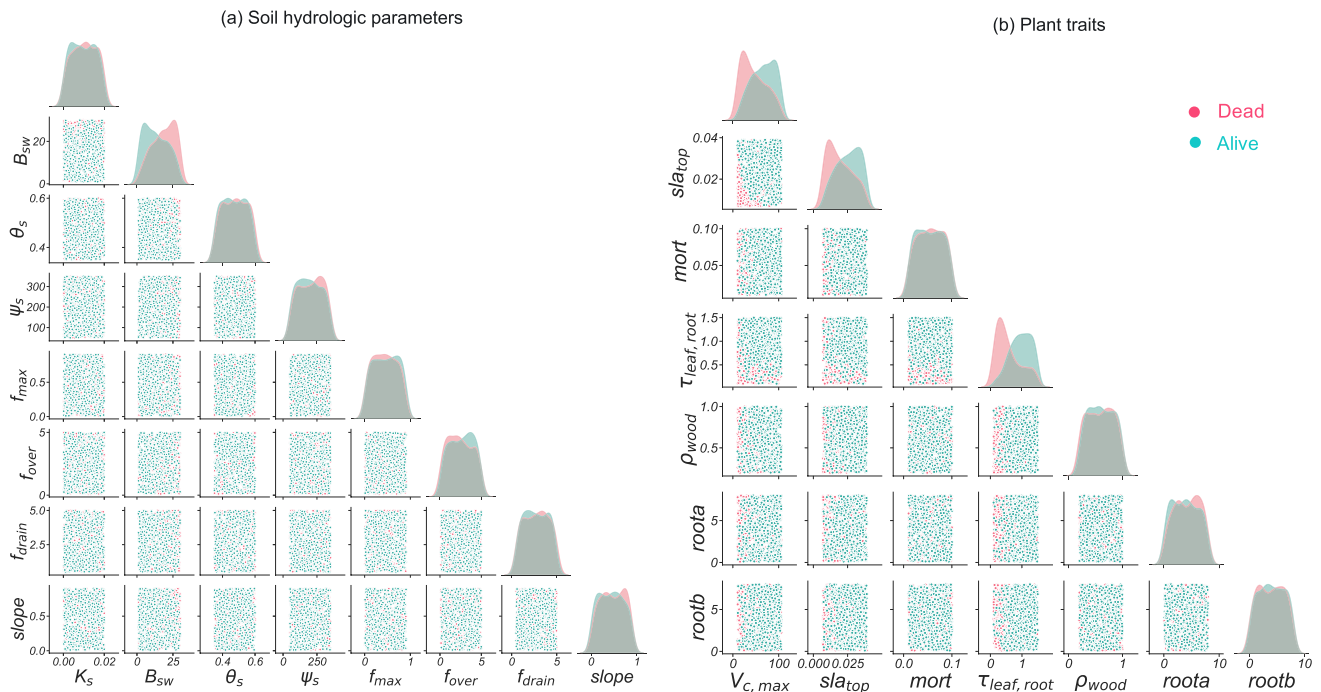 (a) Soil hydrologic parameters
(b) Plant traits
Dead
Alive
B_sw
20
0
θ_s
0.6
0.4
ψ_s
300
200
100
f_max
0.5
0.0
f_over
5
0
f_drain
5.0
2.5
slope
0.5
0.0
0.00 0.02 0 25 0.4 0.6 0 250 0 1 0 5 0 5 0 1
K_s B_sw θ_s ψ_s f_max f_over f_drain slope
sla_top
0.04
0.02
mort
0.10
0.05
τ_leaf, root
1.5
1.0
0.5
ρ_wood
1.0
0.5
roota
5
0
rootb
5
0
0 100 0.000 0.025 0.0 0.1 0 1 0 1 0 10 0 10
V_c, max sla_top mort τ_leaf, root ρ_wood roota rootb